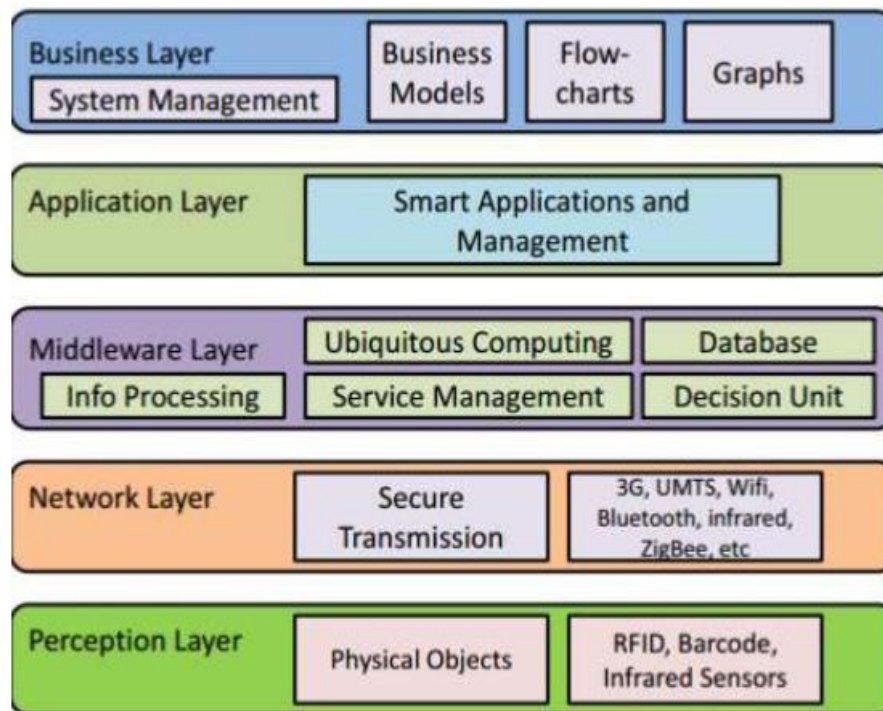 Business Layer
System Management
Business
Models
Flow-
charts
Graphs
Application Layer
Smart Applications and
Management
Middleware Layer
Ubiquitous Computing
Database
Info Processing
Service Management
Decision Unit
Network Layer
Secure
Transmission
3G, UMTS, Wifi,
Bluetooth, infrared,
ZigBee, etc
Perception Layer
Physical Objects
RFID, Barcode,
Infrared Sensors